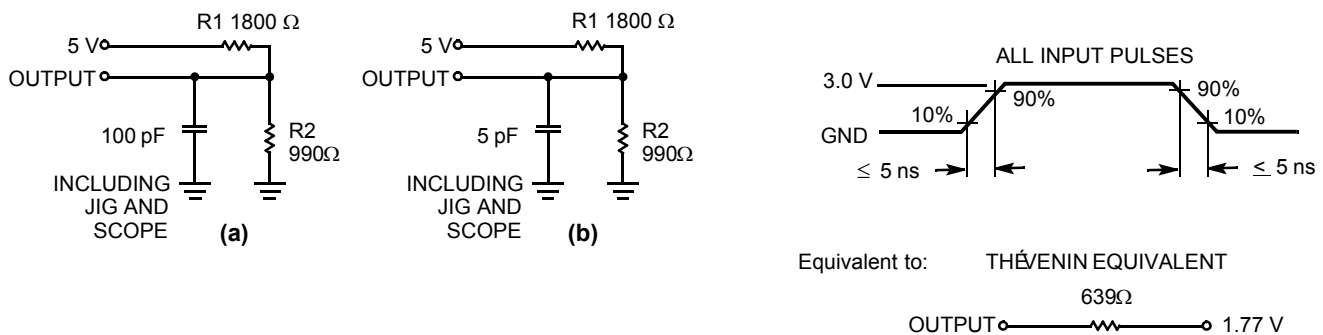 R1 1800 Ω
5 V
OUTPUT
100 pF
R2
990Ω
INCLUDING
JIG AND
SCOPE
(a)
R1 1800 Ω
5 V
OUTPUT
5 pF
R2
990Ω
INCLUDING
JIG AND
SCOPE
(b)
ALL INPUT PULSES
3.0 V
90%
90%
10%
10%
GND
≤ 5 ns
≤ 5 ns
Equivalent to: THÉVENIN EQUIVALENT
639Ω
OUTPUT 1.77 V